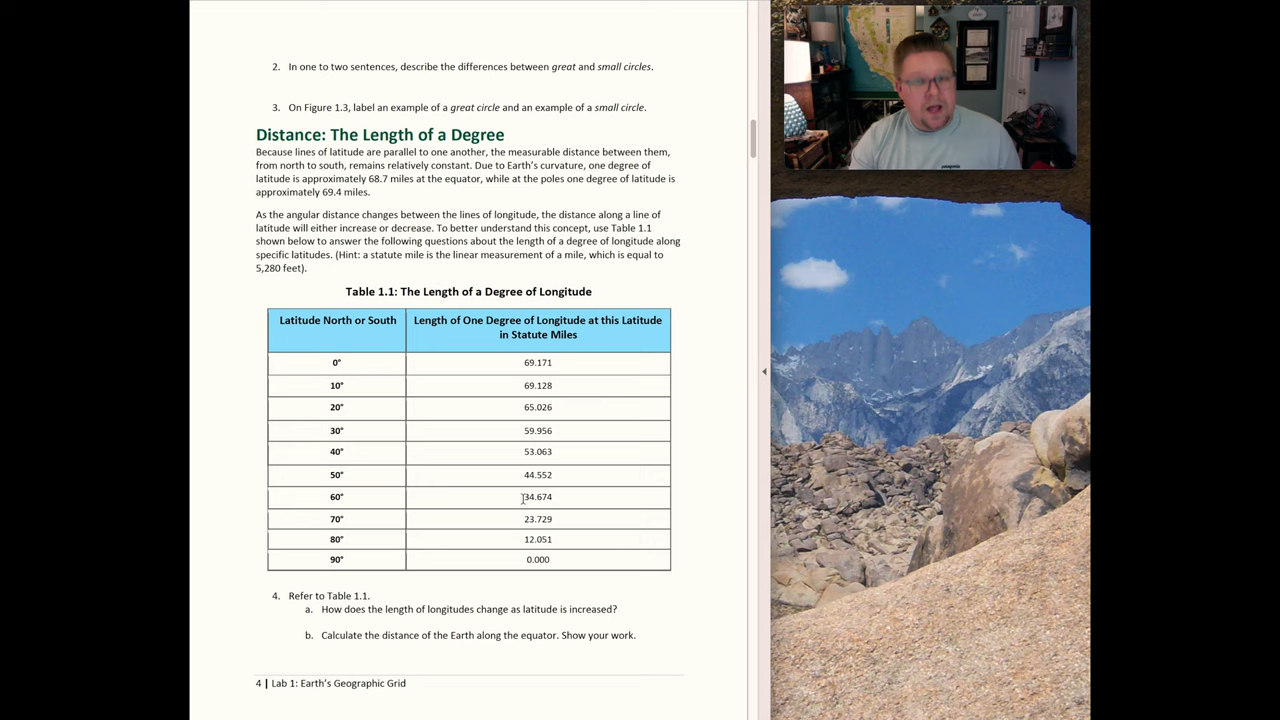 2. In one to two sentences, describe the differences between great and small circles.
3. On Figure 1.3, label an example of a great circle and an example of a small circle.
Distance: The Length of a Degree
Because lines of latitude are parallel to one another, the measurable distance between them,
from north to south, remains relatively constant. Due to Earth's curvature, one degree of
latitude is approximately 68.7 miles at the equator, while at the poles one degree of latitude is
approximately 69.4 miles.
As the angular distance changes between the lines of longitude, the distance along a line of
latitude will either increase or decrease. To better understand this concept, use Table 1.1
shown below to answer the following questions about the length of a degree of longitude along
specific latitudes. (Hint: a statute mile is the linear measurement of a mile, which is equal to
5,280 feet).
Table 1.1: The Length of a Degree of Longitude
Latitude North or South Length of One Degree of Longitude at this Latitude
in Statute Miles
0° 69.171
10° 69.128
20° 65.026
30° 59.956
40° 53.063
50° 44.552
60° 34.674
70° 23.729
80° 12.051
90° 0.000
4. Refer to Table 1.1.
a. How does the length of longitudes change as latitude is increased?
b. Calculate the distance of the Earth along the equator. Show your work.
4 | Lab 1: Earth's Geographic Grid